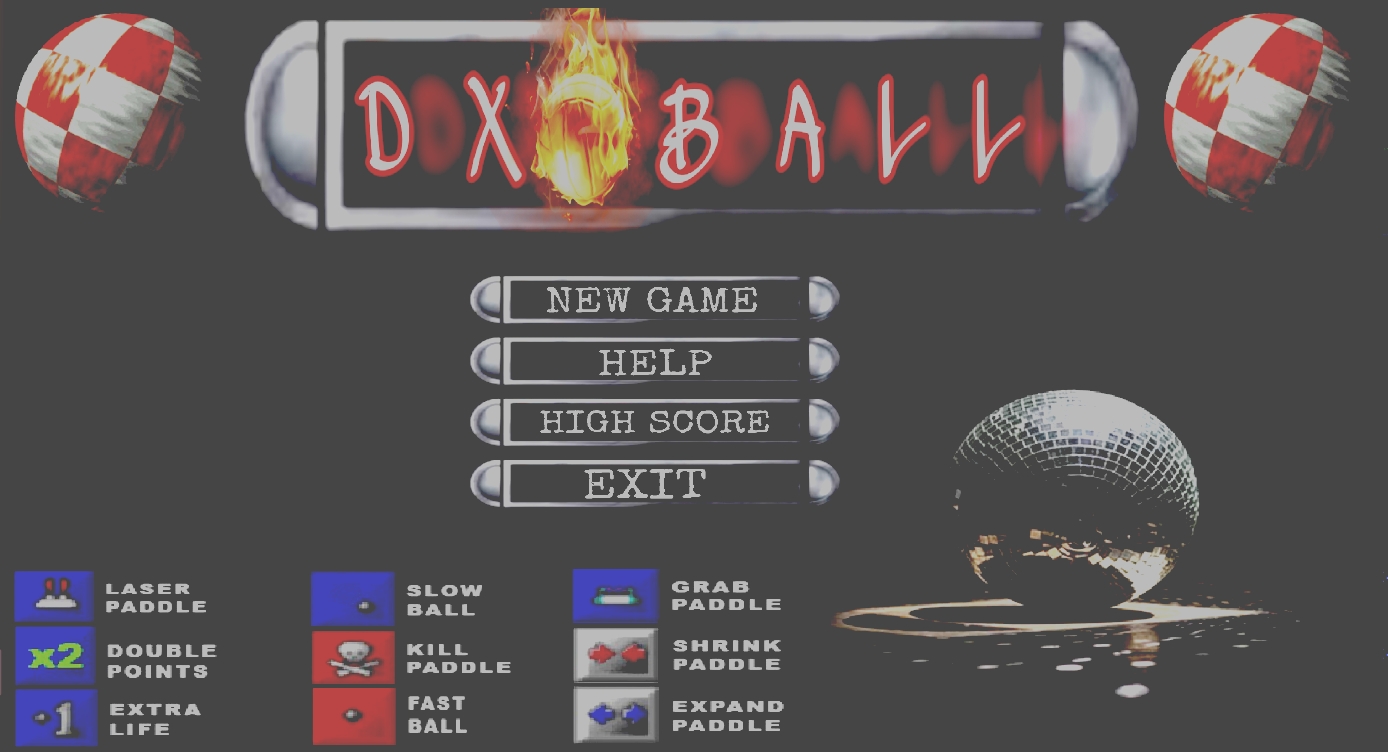 DX BALL
NEW GAME
HELP
HIGH SCORE
EXIT
LASER
PADDLE
SLOW
BALL
GRAB
PADDLE
x2
DOUBLE
POINTS
KILL
PADDLE
SHRINK
PADDLE
1
EXTRA
LIFE
FAST
BALL
EXPAND
PADDLE